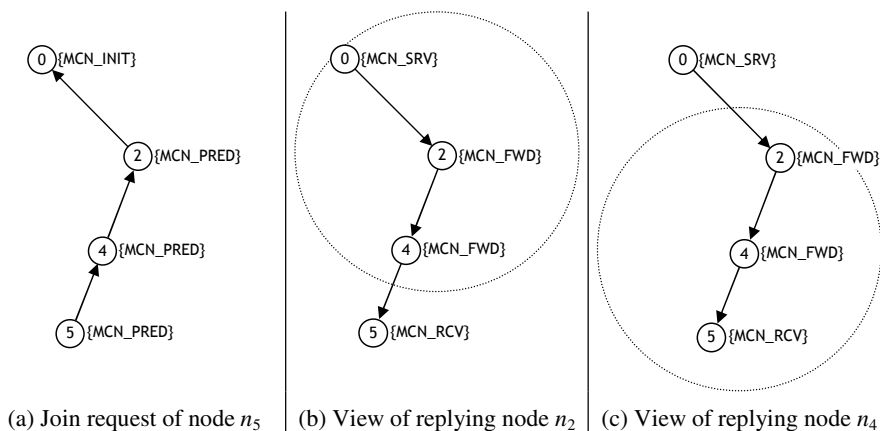 0 {MCN_INIT}
2 {MCN_PRED}
4 {MCN_PRED}
5 {MCN_PRED}
(a) Join request of node n5
0 {MCN_SRV}
2 {MCN_FWD}
4 {MCN_FWD}
5 {MCN_RCV}
(b) View of replying node n2
0 {MCN_SRV}
2 {MCN_FWD}
4 {MCN_FWD}
5 {MCN_RCV}
(c) View of replying node n4